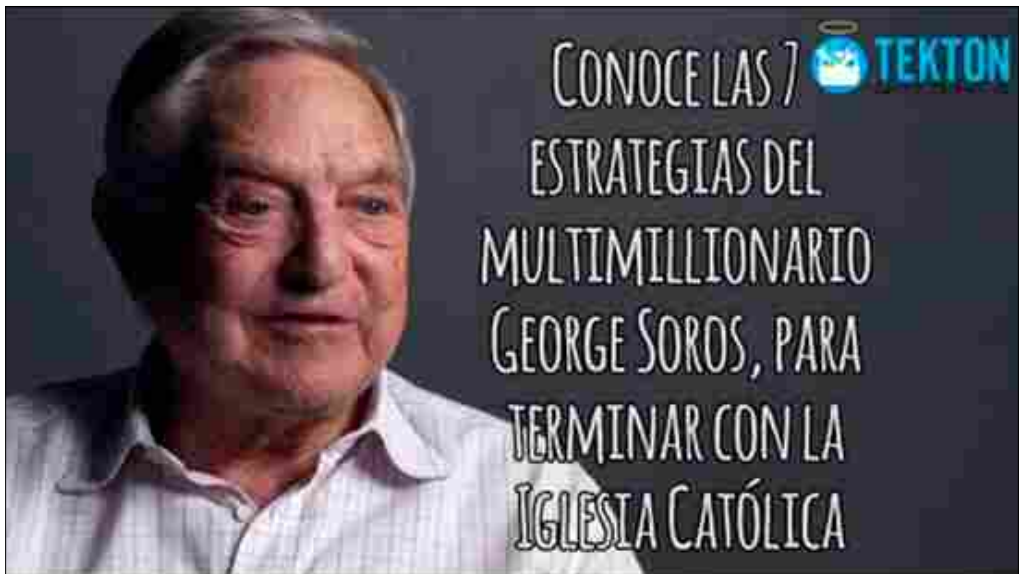 Conoce las 7
estrategias del
multimillionario
George Soros, para
terminar con la
Iglesia Católica
TEKTON